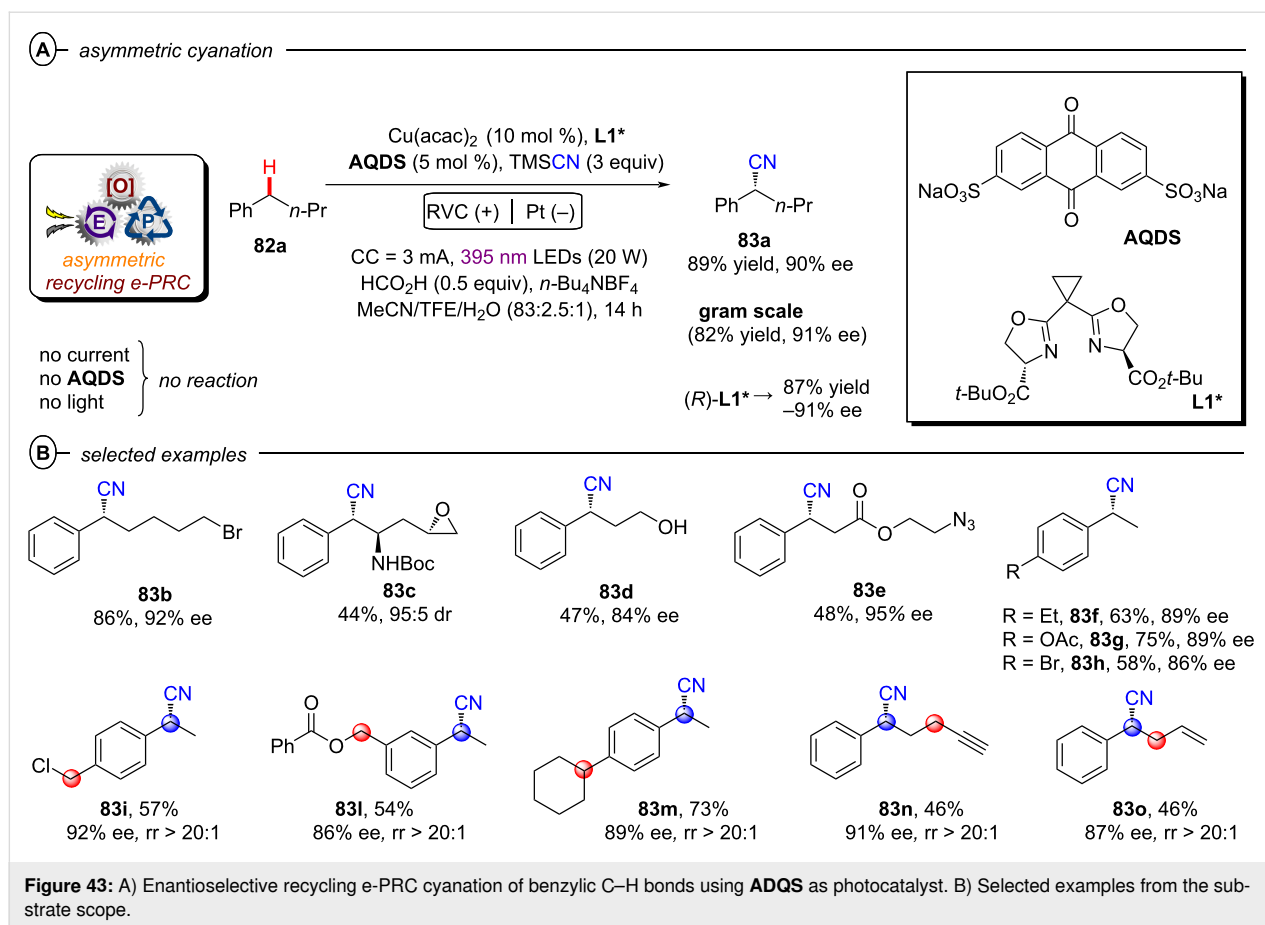 A asymmetric cyanation
[O]
E
P
asymmetric
recycling e-PRC
H
Ph
n-Pr
82a
Cu(acac)2 (10 mol %), L1*
AQDS (5 mol %), TMSCN (3 equiv)
RVC (+) | Pt (–)
CC = 3 mA, 395 nm LEDs (20 W)
HCO2H (0.5 equiv), n-Bu4NBF4
MeCN/TFE/H2O (83:2.5:1), 14 h
CN
Ph
n-Pr
83a
89% yield, 90% ee
gram scale
(82% yield, 91% ee)
(R)-L1* → 87% yield
–91% ee
no current
no AQDS
no light
no reaction
O
NaO3S
SO3Na
O
AQDS
O
O
N
N
t-BuO2C
CO2t-Bu
L1*
B selected examples
CN
Br
83b
86%, 92% ee
CN
O
NHBoc
83c
44%, 95:5 dr
CN
OH
83d
47%, 84% ee
CN
O
O
N3
83e
48%, 95% ee
CN
R
R = Et, 83f, 63%, 89% ee
R = OAc, 83g, 75%, 89% ee
R = Br, 83h, 58%, 86% ee
CN
Cl
83i, 57%
92% ee, rr > 20:1
O
Ph
O
CN
83l, 54%
86% ee, rr > 20:1
CN
83m, 73%
89% ee, rr > 20:1
CN
83n, 46%
91% ee, rr > 20:1
CN
83o, 46%
87% ee, rr > 20:1
Figure 43: A) Enantioselective recycling e-PRC cyanation of benzylic C–H bonds using ADQS as photocatalyst. B) Selected examples from the sub-
strate scope.